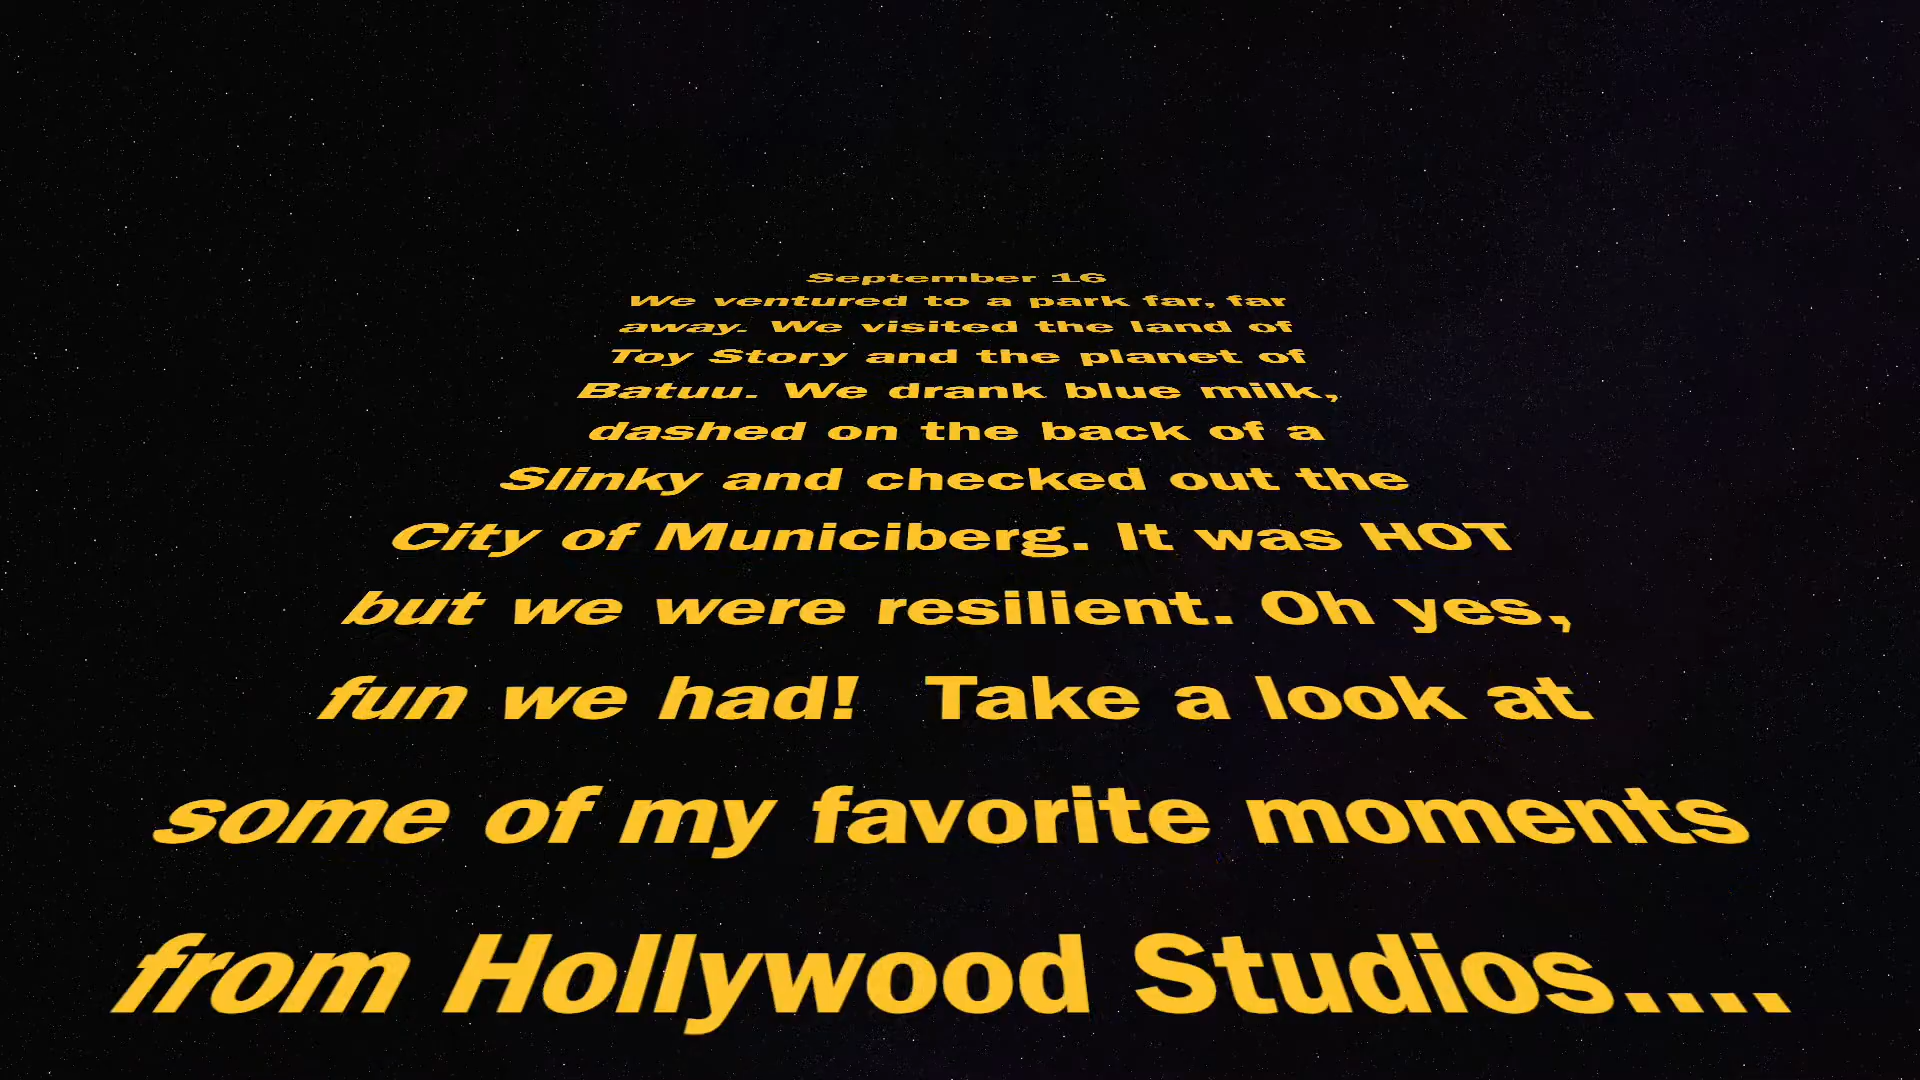 September 16
We ventured to a park far, far
away. We visited the land of
Toy Story and the planet of
Batuu. We drank blue milk,
dashed on the back of a
Slinky and checked out the
City of Municiberg. It was HOT
but we were resilient. Oh yes,
fun we had!  Take a look at
some of my favorite moments
from Hollywood Studios....